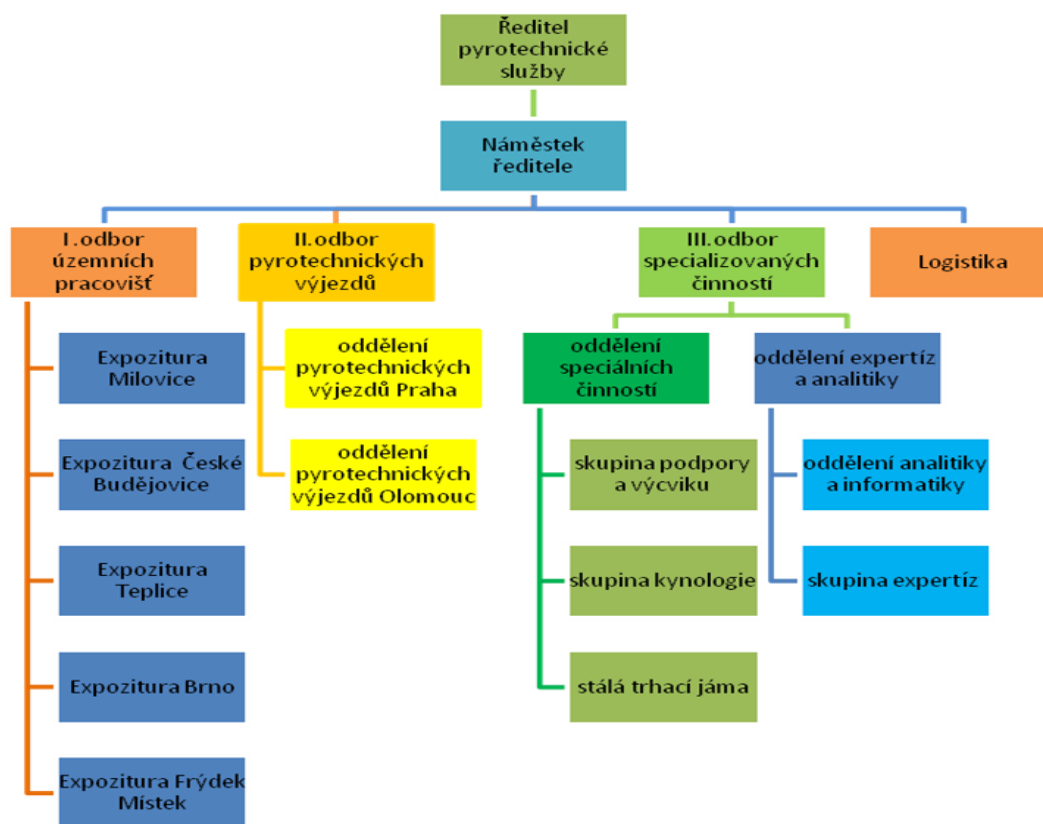 Ředitel
pyrotechnické
služby
Náměstek
ředitele
I.odbor
územních
pracovišť
II.odbor
pyrotechnických
výjezdů
III.odbor
specializovaných
činností
Logistika
Expozitura
Milovice
Expozitura České
Budějovice
Expozitura
Teplice
Expozitura Brno
Expozitura Frýdek
Místek
oddělení
pyrotechnických
výjezdů Praha
oddělení
pyrotechnických
výjezdů Olomouc
oddělení
speciálních
činností
skupina podpory
a výcviku
skupina kynologie
stálá trhací jáma
oddělení expertíz
a analitiky
oddělení analitiky
a informatiky
skupina expertíz